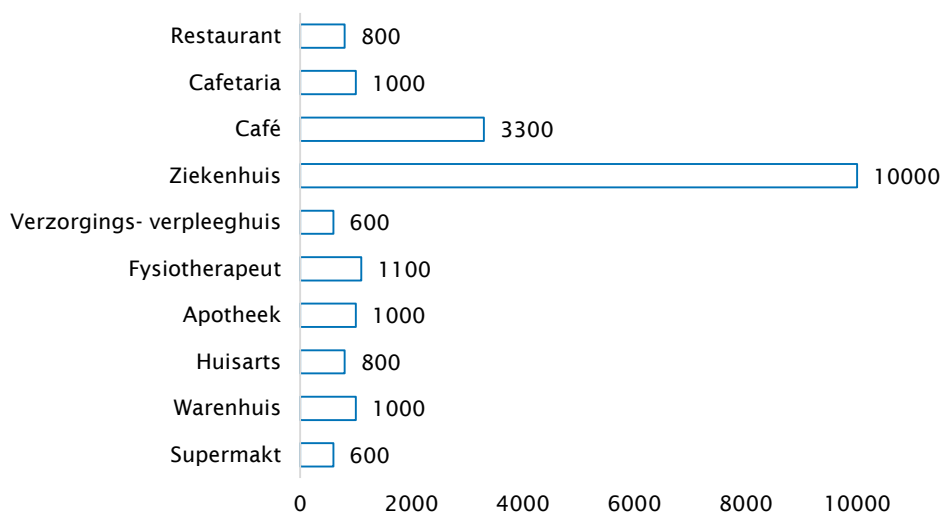 Restaurant 800
Cafetaria 1000
Café 3300
Ziekenhuis 10000
Verzorgings- verpleeghuis 600
Fysiotherapeut 1100
Apotheek 1000
Huisarts 800
Warenhuis 1000
Supermakt 600
0 2000 4000 6000 8000 10000